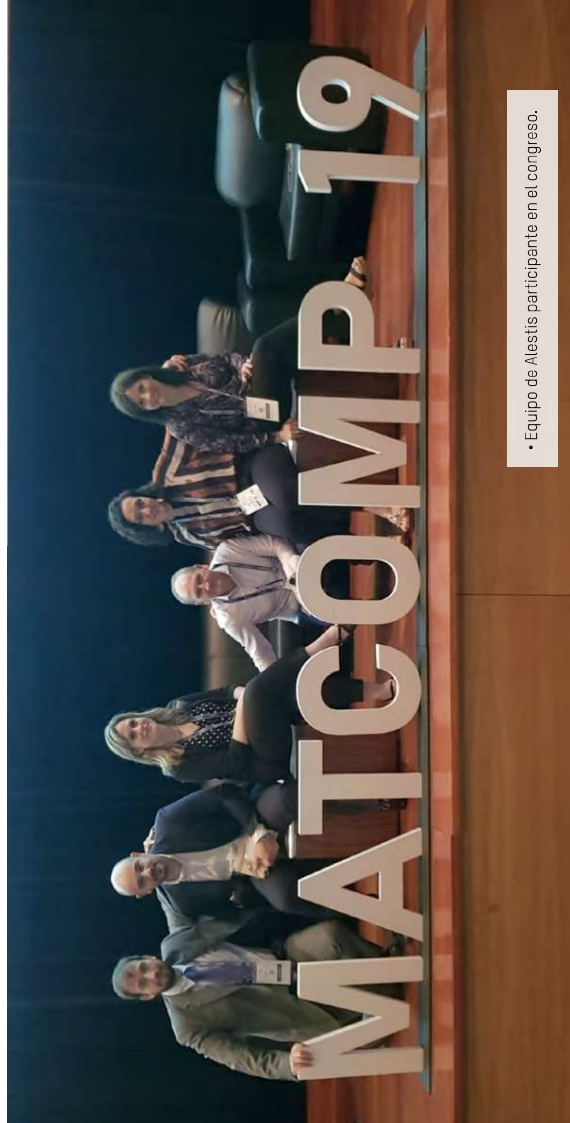 MATCOMP 19
• Equipo de Alestis participante en el congreso.